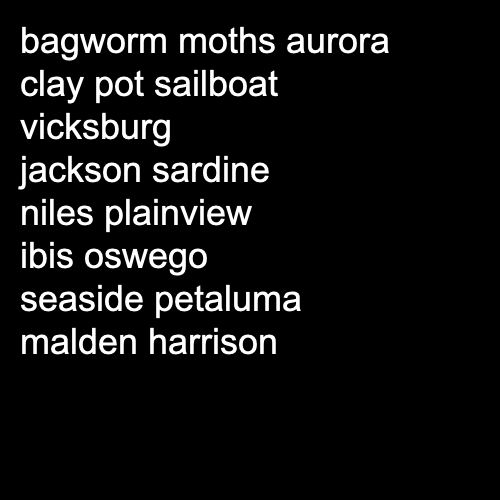 bagworm moths aurora
clay pot sailboat
vicksburg
jackson sardine
niles plainview
ibis oswego
seaside petaluma
malden harrison